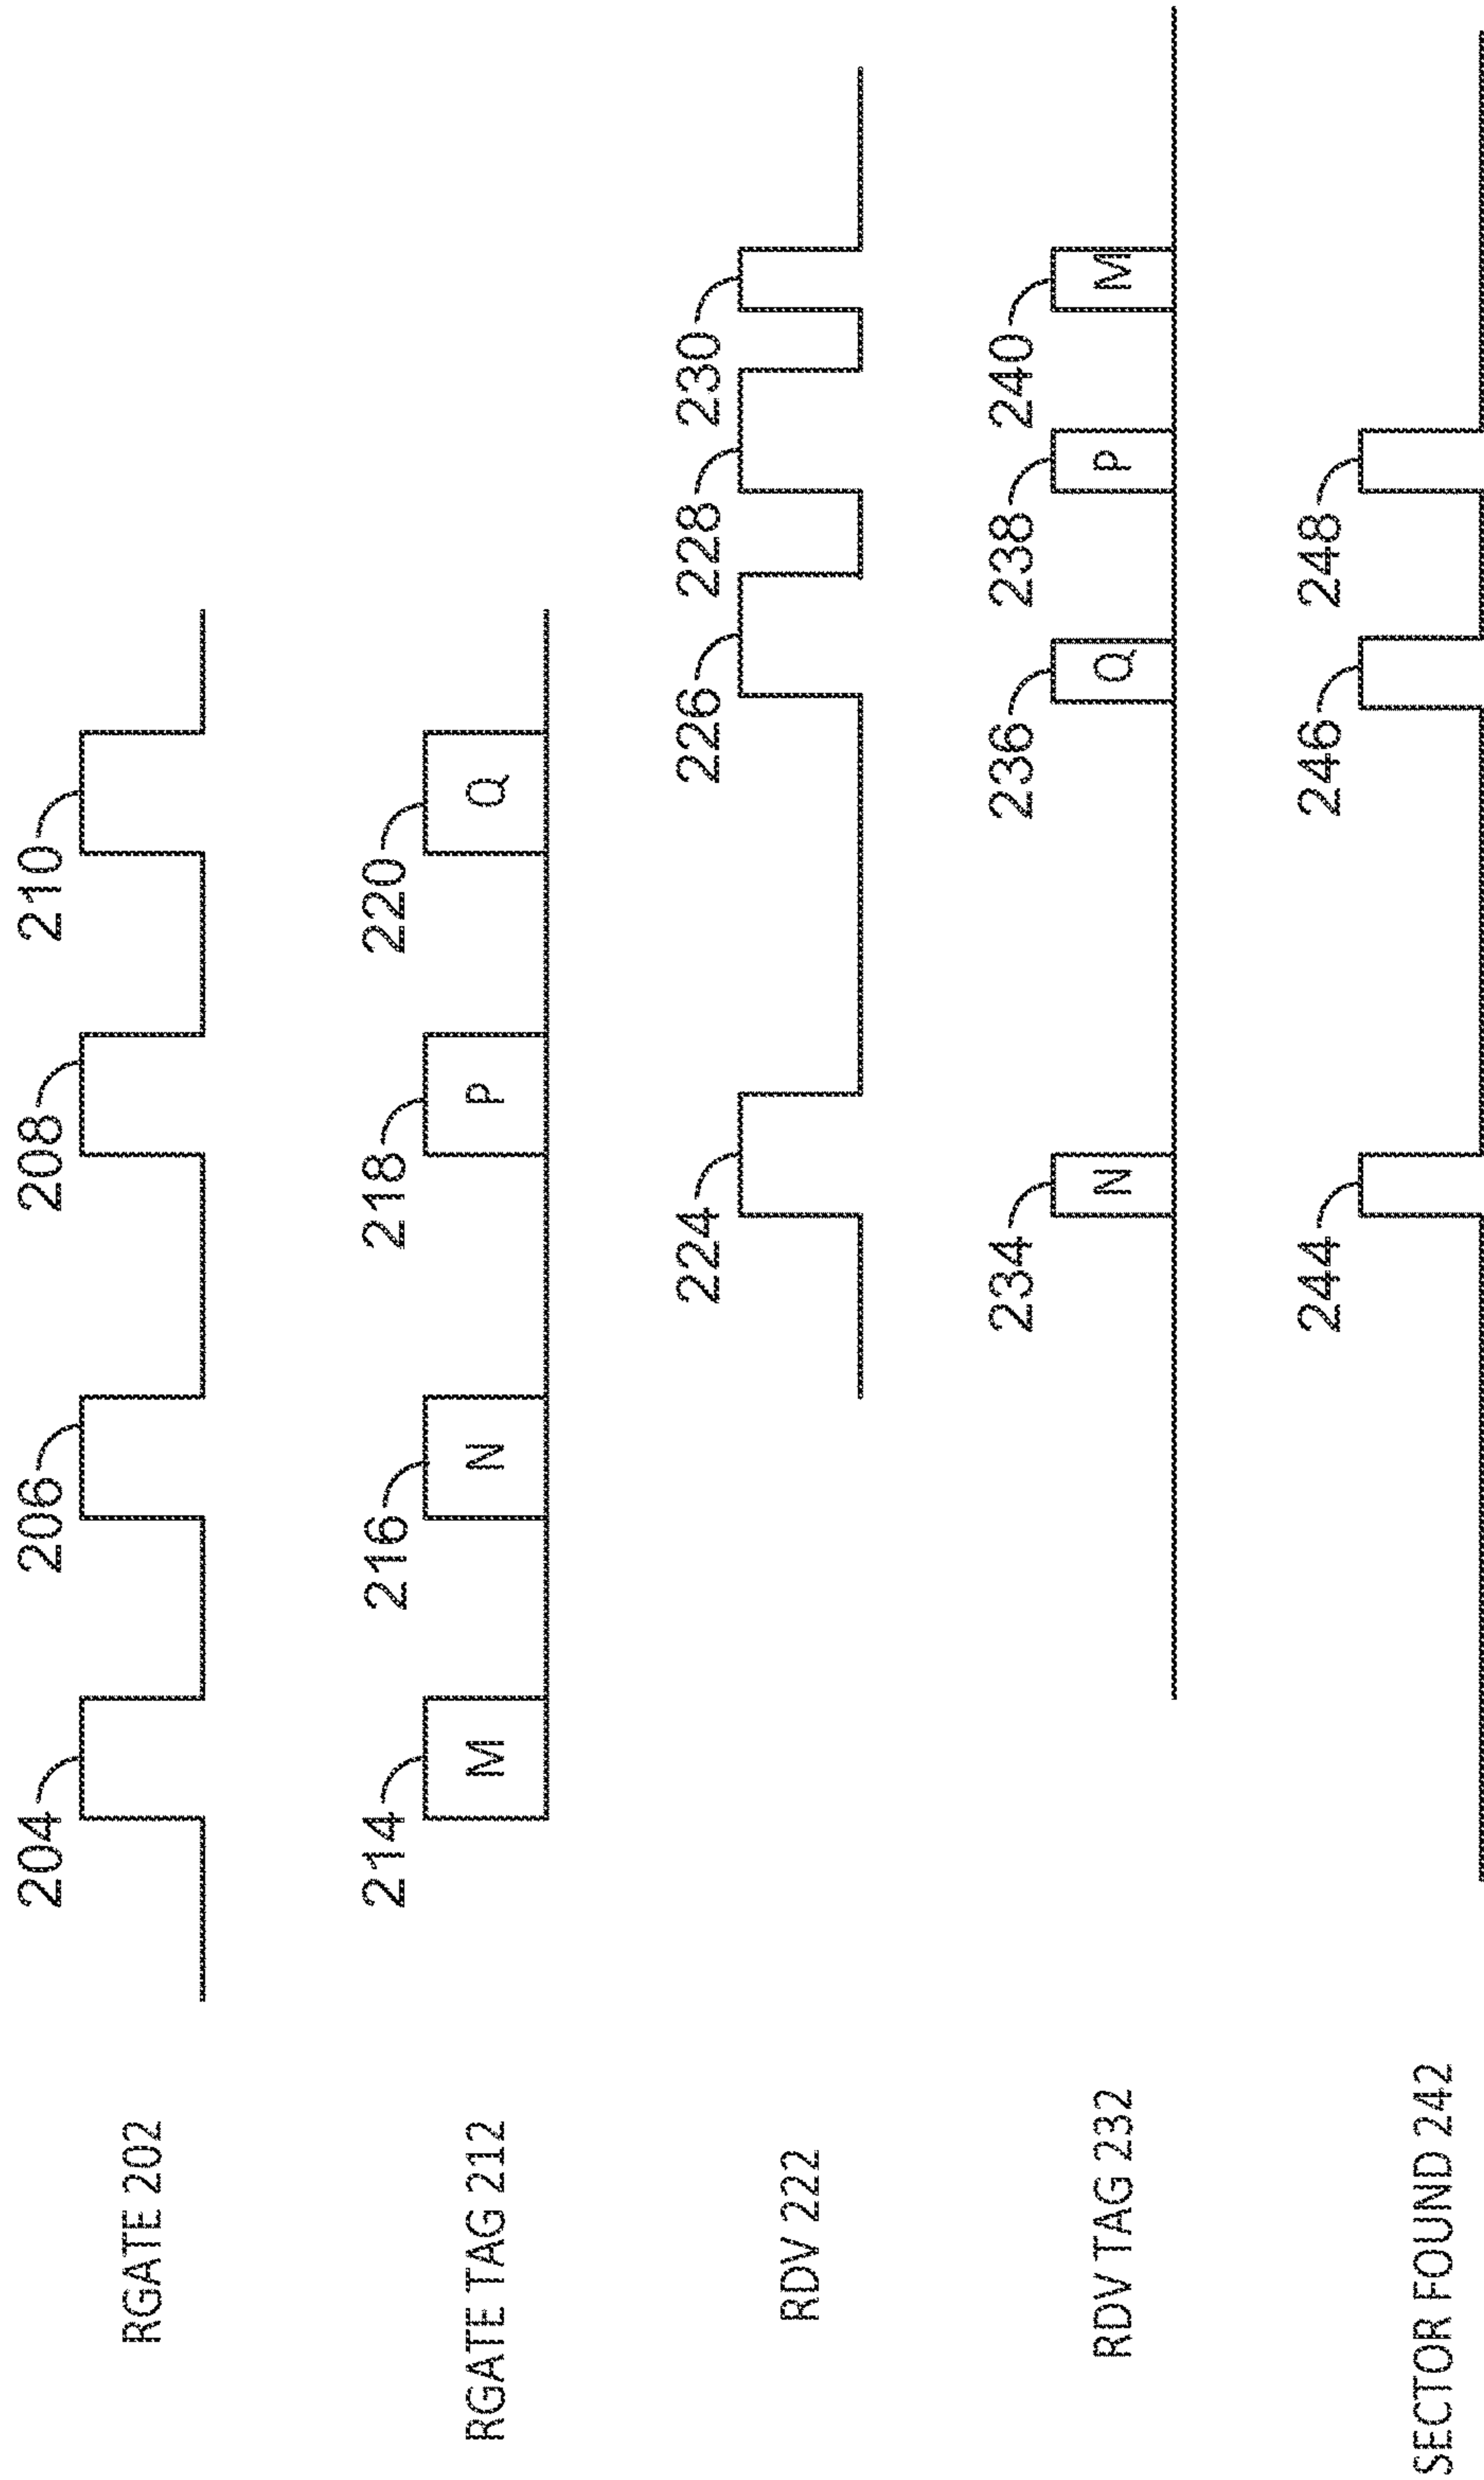 RGATE 202
204
206
208
210
RGATE TAG 212
214
216
218
220
M
N
P
Q
RDV 222
224
226
228
230
RDV TAG 232
234
236
238
240
N
Q
P
M
SECTOR FOUND 242
244
246
248